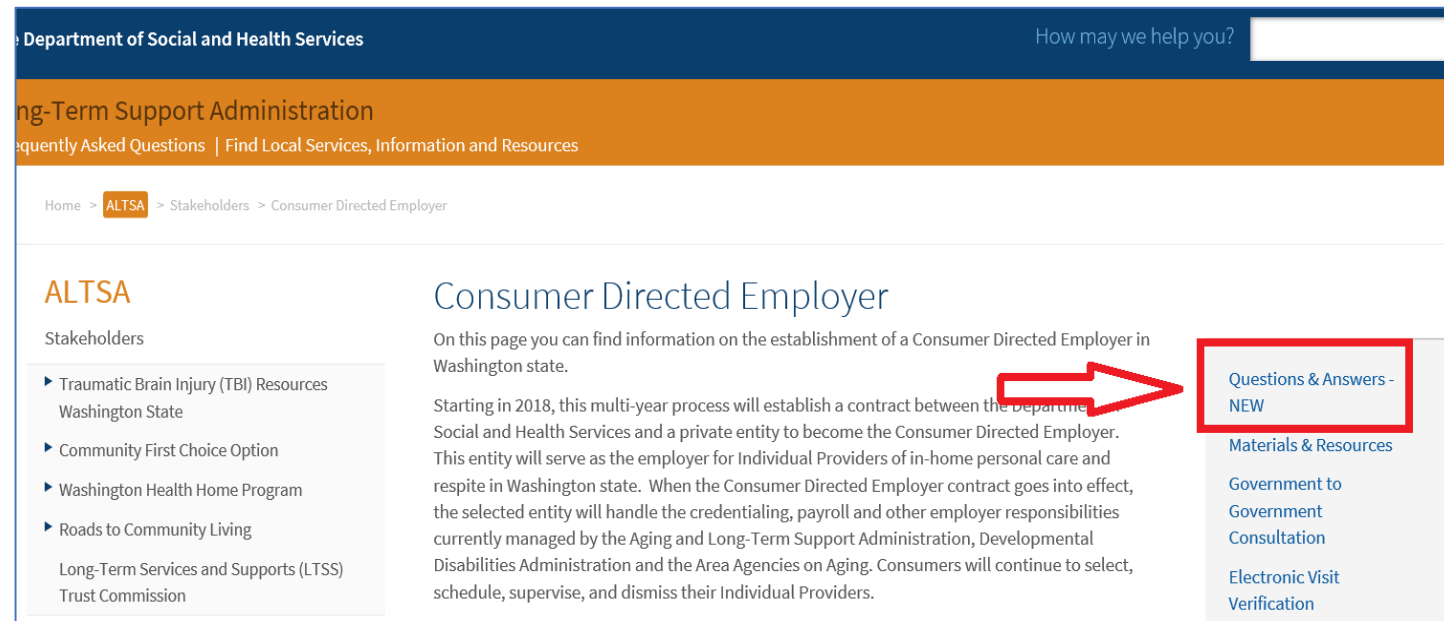 Department of Social and Health Services
How may we help you?
ng-Term Support Administration
equently Asked Questions | Find Local Services, Information and Resources
Home > ALTSA > Stakeholders > Consumer Directed Employer
ALTSA
Stakeholders
Traumatic Brain Injury (TBI) Resources
Washington State
Community First Choice Option
Washington Health Home Program
Roads to Community Living
Long-Term Services and Supports (LTSS)
Trust Commission
Consumer Directed Employer
On this page you can find information on the establishment of a Consumer Directed Employer in
Washington state.
Starting in 2018, this multi-year process will establish a contract between the Departme
Social and Health Services and a private entity to become the Consumer Directed Employer.
This entity will serve as the employer for Individual Providers of in-home personal care and
respite in Washington state. When the Consumer Directed Employer contract goes into effect,
the selected entity will handle the credentialing, payroll and other employer responsibilities
currently managed by the Aging and Long-Term Support Administration, Developmental
Disabilities Administration and the Area Agencies on Aging. Consumers will continue to select,
schedule, supervise, and dismiss their Individual Providers.
Questions & Answers -
NEW
Materials & Resources
Government to
Government
Consultation
Electronic Visit
Verification